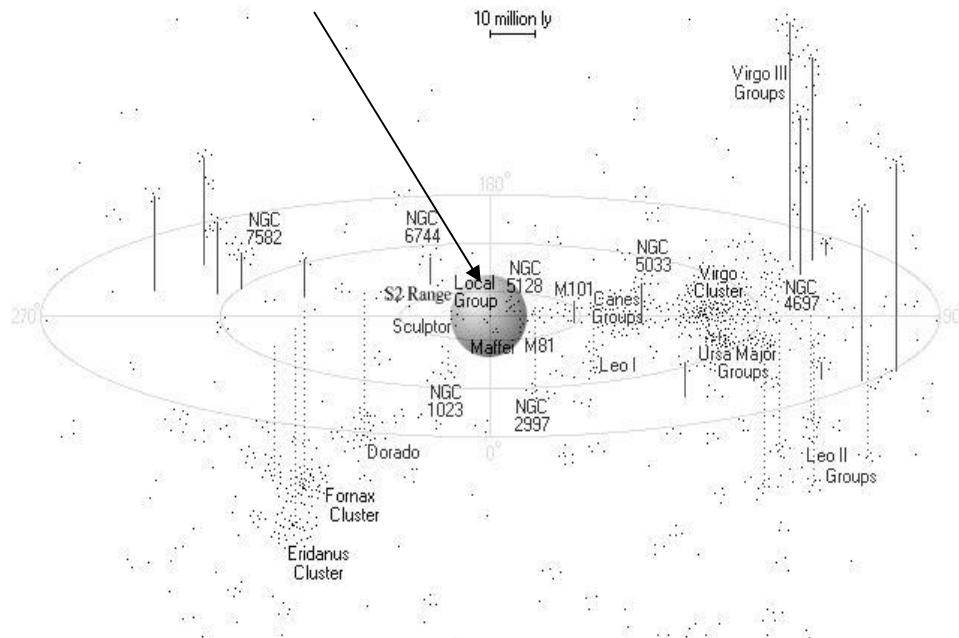 10 million ly
Virgo III
Groups
180°
NGC
7582
NGC
6744
NGC
5033
NGC
5128
Virgo
Cluster
Local
Group
S2 Range
M101
Canes
Groups
NGC
4697
270°
90
Sculptor
Maffei
M81
Ursa Major
Groups
Leo I
NGC
1023
NGC
2997
0°
Dorado
Leo II
Groups
Fornax
Cluster
Eridanus
Cluster